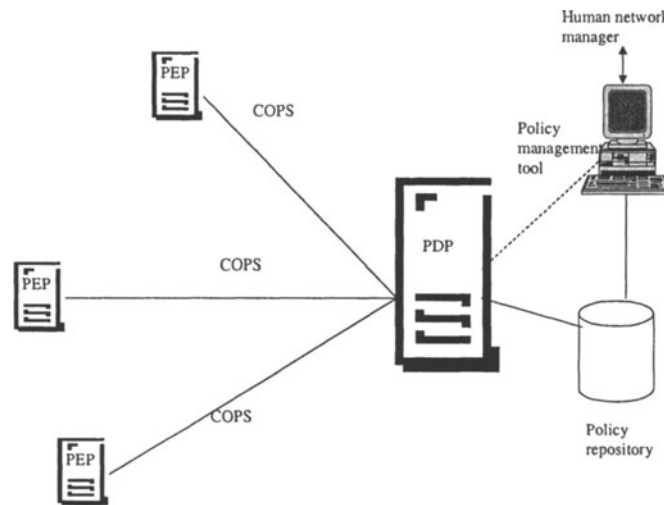 Human network
manager
PEP
COPS
Policy
management
tool
PDP
COPS
PEP
COPS
PEP
Policy
repository